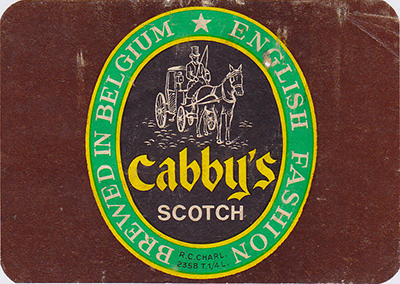 BREWED IN BELGIUM ★ ENGLISH FASHION
Cabby's
SCOTCH
R.C.CHARL.
2358 T.1/4 L.